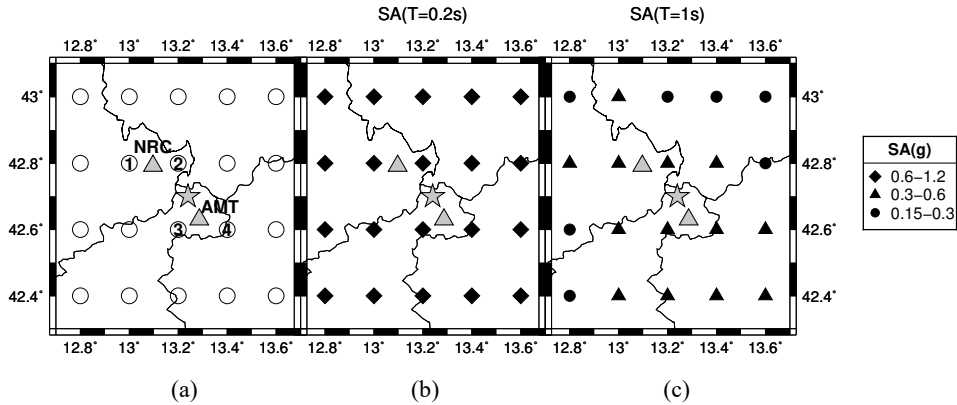 SA(T=0.2s) SA(T=1s)
12.8° 13° 13.2° 13.4° 13.6° 12.8° 13° 13.2° 13.4° 13.6° 12.8° 13° 13.2° 13.4° 13.6°
43° 43°
NRC
1 2
42.8° 42.8°
AMT
3 4
42.6° 42.6°
42.4° 42.4°
12.8° 13° 13.2° 13.4° 13.6° 12.8° 13° 13.2° 13.4° 13.6° 12.8° 13° 13.2° 13.4° 13.6°
(a) (b) (c)
SA(g)
0.6–1.2
0.3–0.6
0.15–0.3